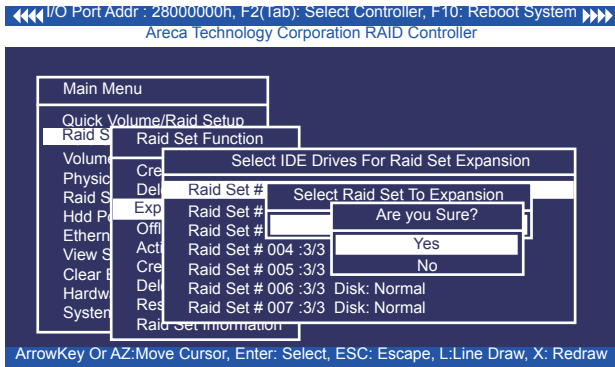 I/O Port Addr : 28000000h, F2(Tab): Select Controller, F10: Reboot System
Areca Technology Corporation RAID Controller
Main Menu
Quick Volume/Raid Setup
Raid S
Volume
Physic
Raid S
Hdd P
Ethern
View S
Clear
Hardw
System
Raid Set Function
Cre
Del
Exp
Offl
Acti
Cre
Del
Res
Raid Set Information
Select IDE Drives For Raid Set Expansion
Raid Set #
Raid Set #
Raid Set #
Raid Set # 004 :3/3
Raid Set # 005 :3/3
Raid Set # 006 :3/3 Disk: Normal
Raid Set # 007 :3/3 Disk: Normal
Select Raid Set To Expansion
Are you Sure?
Yes
No
ArrowKey Or AZ:Move Cursor, Enter: Select, ESC: Escape, L:Line Draw, X: Redraw